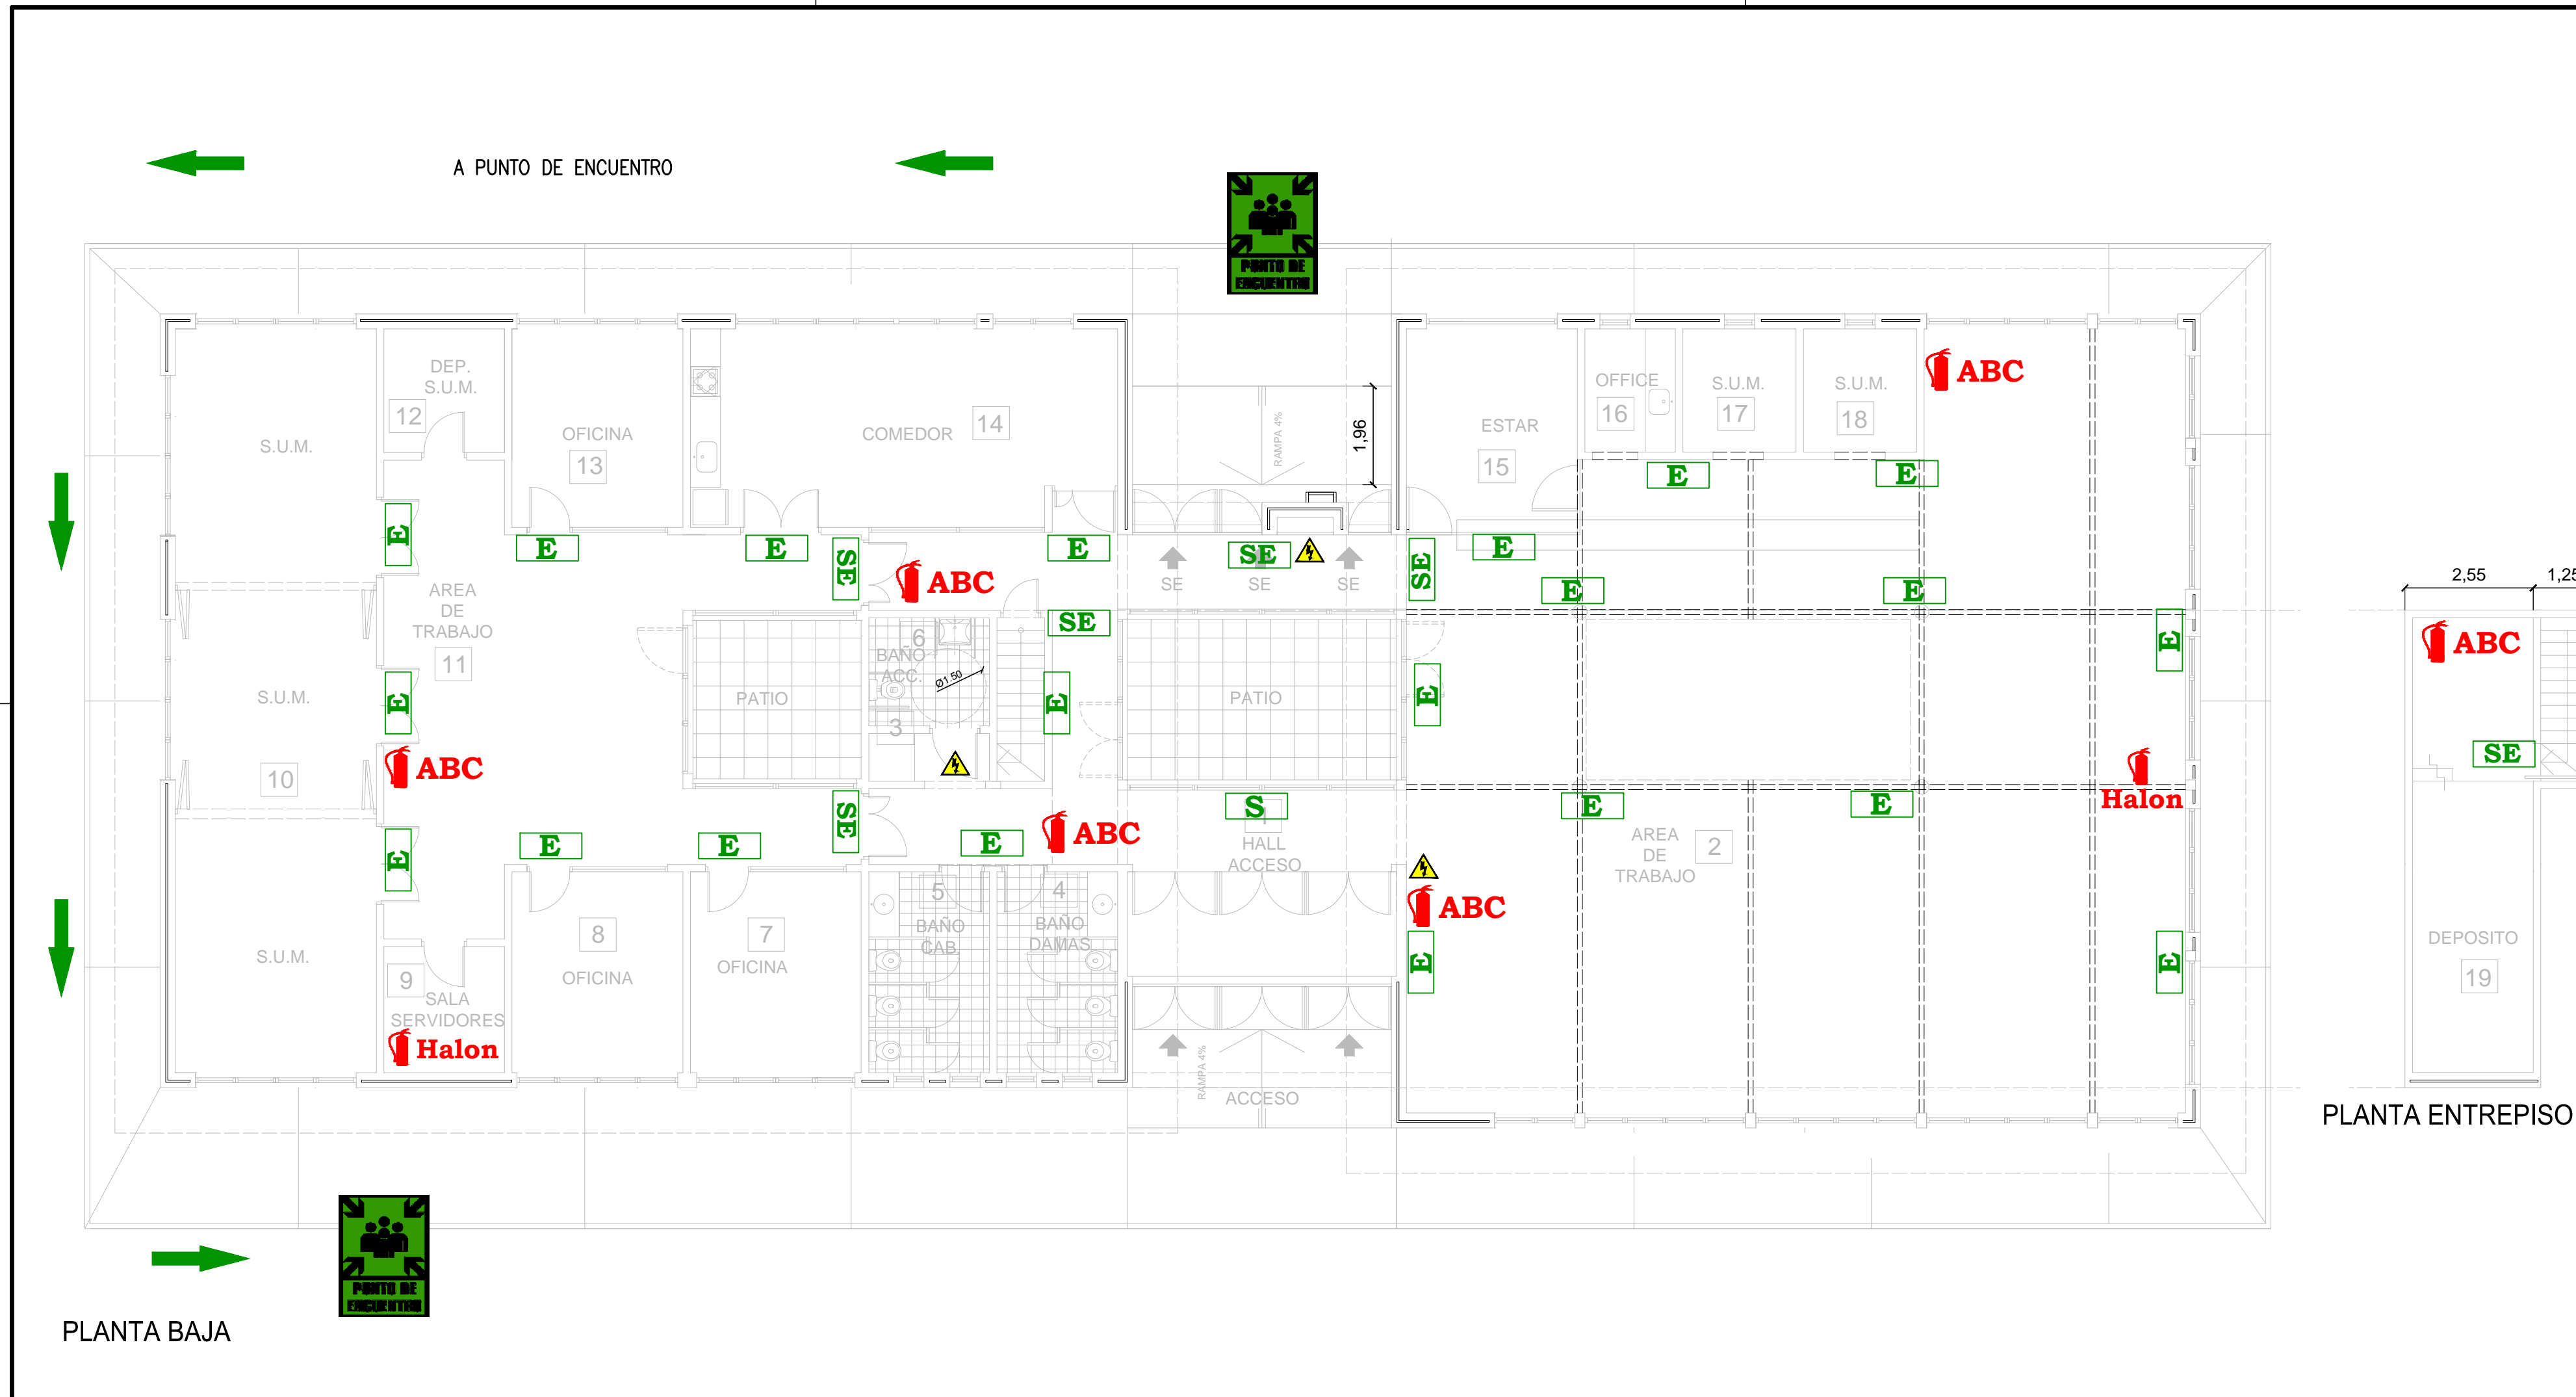 A PUNTO DE ENCUENTRO
PUNTO DE
ENCUENTRO
DEP.
S.U.M.
12
S.U.M.
OFICINA
13
COMEDOR
14
RAMPA 4%
1,96
ESTAR
15
OFFICE
16
S.U.M.
17
S.U.M.
18
ABC
E
E
E
E
E
SE
ABC
E
SE
SE
SE
SE
SE
E
E
E
2,55
1,25
AREA
DE
TRABAJO
11
6
BAÑO
ACC.
Ø1.50
3
SE
E
E
ABC
S.U.M.
10
E
PATIO
E
PATIO
E
SE
ABC
Halon
E
E
E
SE
E
ABC
S
1
HALL
ACCESO
E
AREA
DE
TRABAJO
2
E
ABC
E
E
S.U.M.
9
SALA
SERVIDORES
Halon
8
OFICINA
7
OFICINA
5
BAÑO
CAB.
4
BAÑO
DAMAS
RAMPA 4%
ACCESO
DEPOSITO
19
PLANTA ENTREPISO
PUNTO DE
ENCUENTRO
PLANTA BAJA